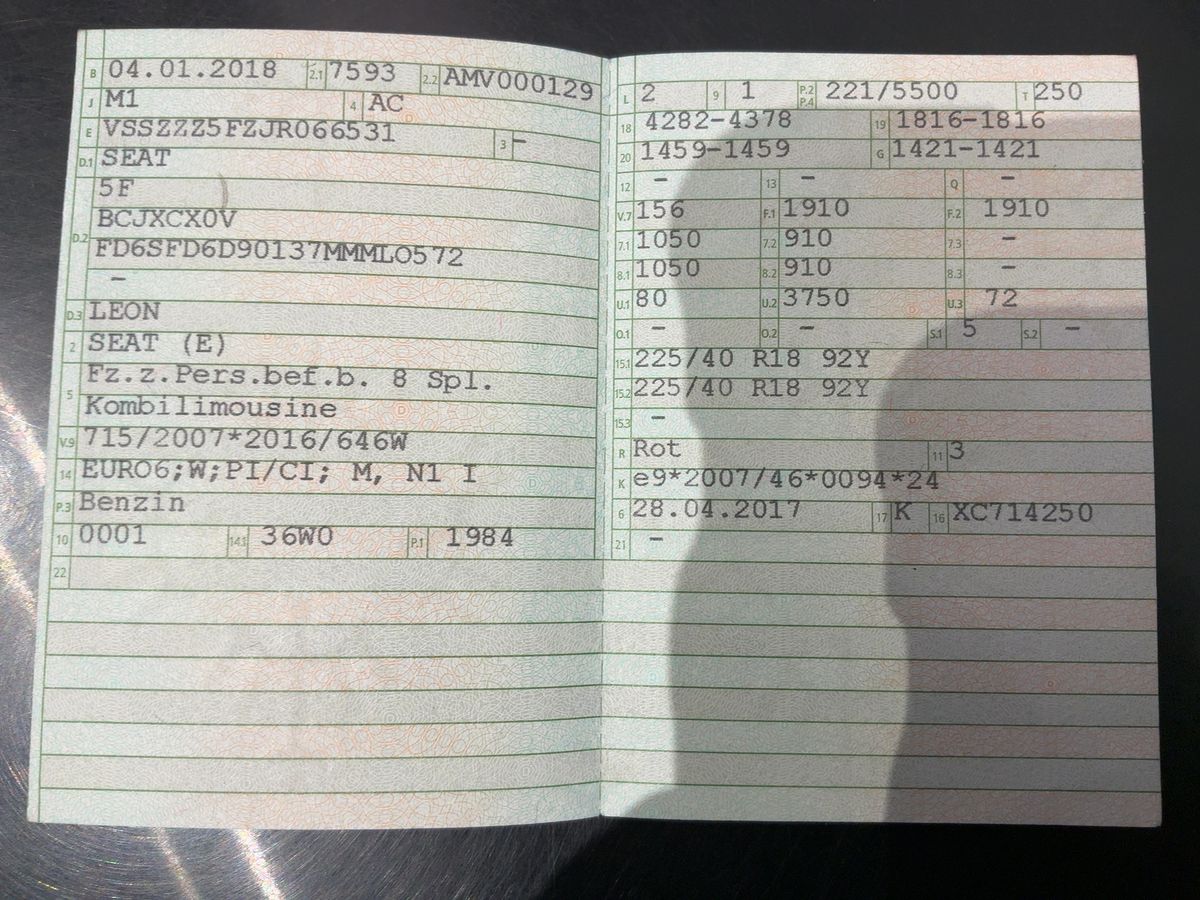 B 04.01.2018 2.1 7593 2.2 AMV000129
J M1 4 AC
E VSSZZZ5FZJR066531 3 –
D.1 SEAT
D.2 5F
BCJXCX0V
FD6SFD6D90137MMMLO572
–
D.3 LEON
2 SEAT (E)
5 Fz.z.Pers.bef.b. 8 Spl.
Kombilimousine
V.9 715/2007*2016/646W
14 EURO6;W;PI/CI; M, N1 I
P.3 Benzin
10 0001 14.1 36W0 P.1 1984
22
L 2 9 1 P.2 P.4 221/5500 T 250
18 4282-4378 19 1816-1816
20 1459-1459 G 1421-1421
12 – 13 – Q –
V.7 156 F.1 1910 F.2 1910
7.1 1050 7.2 910 7.3 –
8.1 1050 8.2 910 8.3 –
U.1 80 U.2 3750 U.3 72
O.1 – O.2 – S.1 5 S.2 –
15.1 225/40 R18 92Y
15.2 225/40 R18 92Y
15.3 –
R Rot 11 3
K e9*2007/46*0094*24
6 28.04.2017 17 K 16 XC714250
21 –